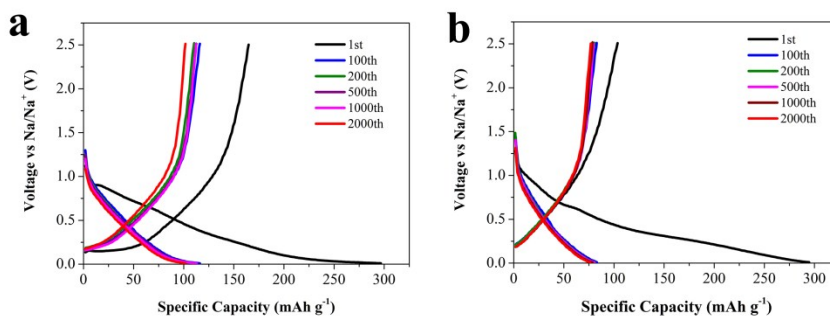 a
2.5
2.0
1.5
1.0
0.5
0.0
0
50
100
150
200
250
300
Voltage vs Na/Na⁺ (V)
Specific Capacity (mAh g⁻¹)
1st
100th
200th
500th
1000th
2000th
b
2.5
2.0
1.5
1.0
0.5
0.0
0
50
100
150
200
250
300
Voltage vs Na/Na⁺ (V)
Specific Capacity (mAh g⁻¹)
1st
100th
200th
500th
1000th
2000th